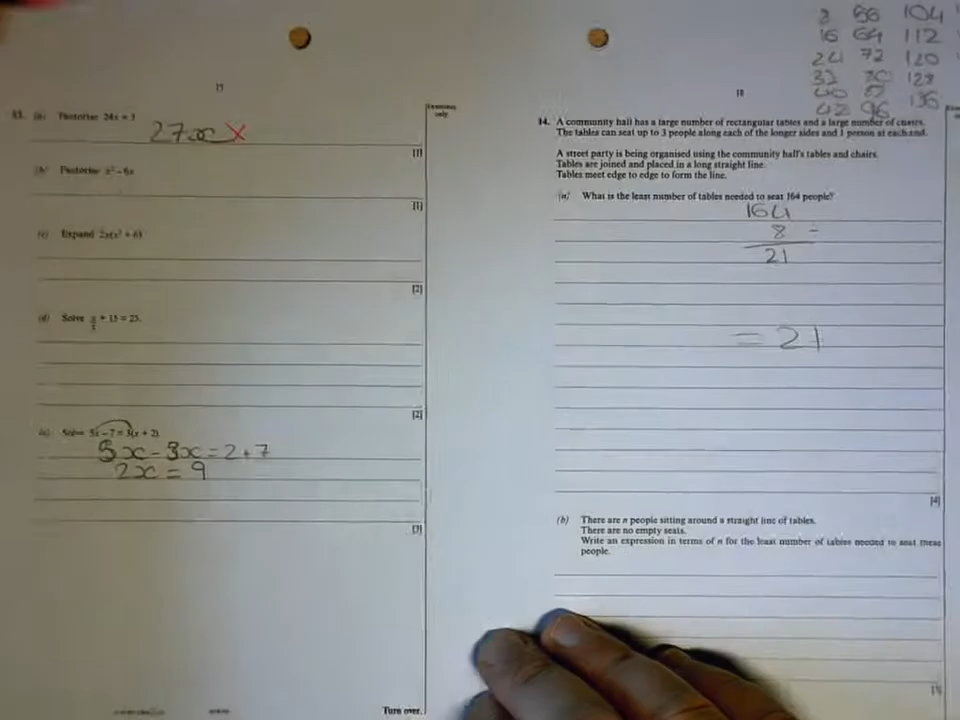 17
13. (a) Factorise 24x + 3
27x ✗
[1]
(b) Factorise x² – 6x
[1]
(c) Expand 2x(x² + 6)
[2]
(d) Solve + 15 = 23.
[2]
(e) Solve 5x – 7 = 3(x + 2)
5x - 3x = 2 + 7
2x = 9
[3]
Turn over.
8 56 104
16 64 112
24 72 120
32 80 128
40 136
48 96
18
Examiner only
14. A community hall has a large number of rectangular tables and a large number of chairs.
The tables can seat up to 3 people along each of the longer sides and 1 person at each end.
A street party is being organised using the community hall's tables and chairs.
Tables are joined and placed in a long straight line.
Tables meet edge to edge to form the line.
(a) What is the least number of tables needed to seat 164 people?
164
8 ÷
21
= 21
[4]
(b) There are n people sitting around a straight line of tables.
There are no empty seats.
Write an expression in terms of n for the least number of tables needed to seat these
people.